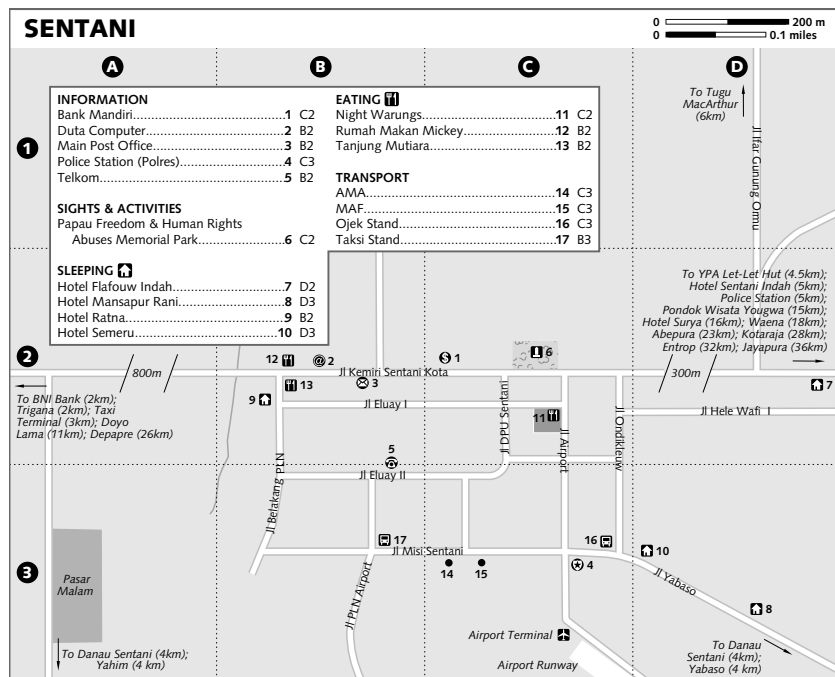 SENTANI
0 200 m
0 0.1 miles
A
B
C
D
1
2
3
INFORMATION
Bank Mandiri...1 C2
Duta Computer...2 B2
Main Post Office...3 B2
Police Station (Polres)...4 C3
Telkom...5 B2
SIGHTS & ACTIVITIES
Papau Freedom & Human Rights
Abuses Memorial Park...6 C2
SLEEPING
Hotel Flafouw Indah...7 D2
Hotel Mansapur Rani...8 D3
Hotel Ratna...9 B2
Hotel Semeru...10 D3
EATING
Night Warungs...11 C2
Rumah Makan Mickey...12 B2
Tanjung Mutiara...13 B2
TRANSPORT
AMA...14 C3
MAF...15 C3
Ojek Stand...16 C3
Taksi Stand...17 B3
To Tugu
MacArthur
(6km)
Jl Ifar Gunung Ormu
To YPA Let-Let Hut (4.5km);
Hotel Sentani Indah (5km);
Police Station (5km);
Pondok Wisata Yougwa (15km);
Hotel Surya (16km); Waena (18km);
Abepura (23km); Kotaraja (28km);
Entrop (32km); Jayapura (36km)
800m
300m
12
@ 2
$ 1
6
Jl Kemiri Sentani Kota
13
3
7
9
To BNI Bank (2km);
Trigana (2km); Taxi
Terminal (3km); Doyo
Lama (11km); Depapre (26km)
Jl Eluay I
Jl DPU Sentani
11
Jl Airport
Jl Ondikleuw
Jl Hele Wafi I
5
Jl Eluay II
Jl Belakang PLN
17
Jl Misi Sentani
16
10
14
15
4
Jl Yabaso
8
Pasar
Malam
Jl PLN Airport
Airport Terminal
Airport Runway
To Danau Sentani (4km);
Yahim (4 km)
To Danau
Sentani (4km);
Yabaso (4 km)